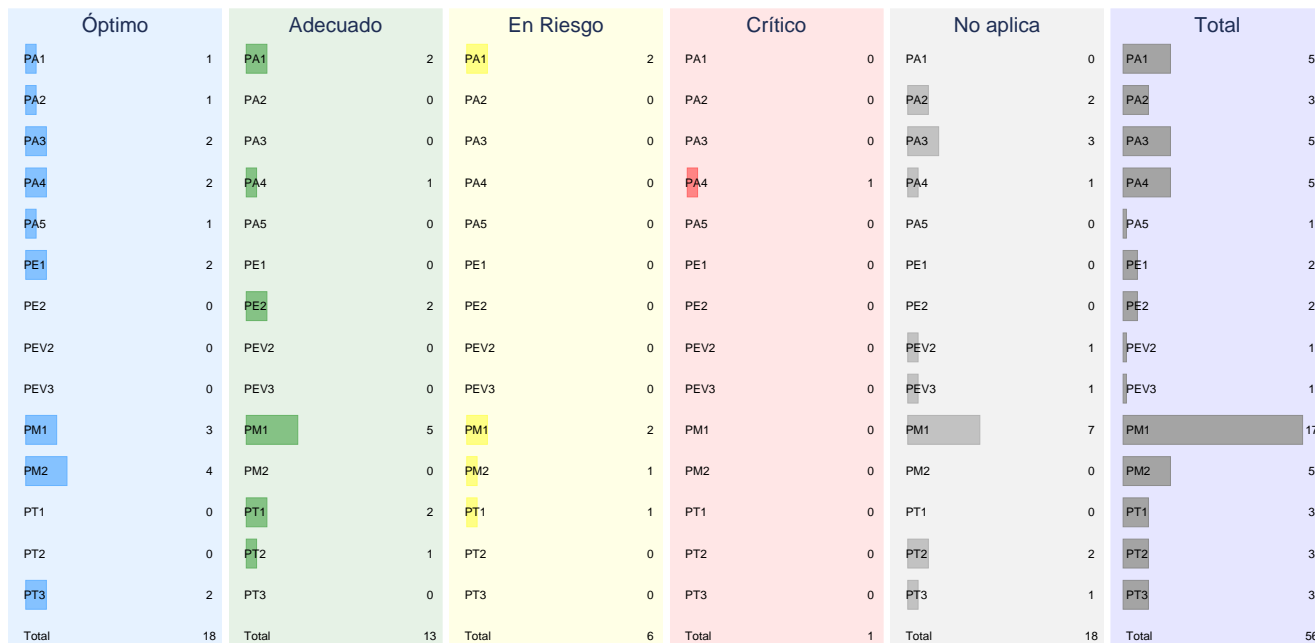 Óptimo Adecuado En Riesgo Crítico No aplica Total
PA1 1 PA1 2 PA1 2 PA1 0 PA1 0 PA1 5
PA2 1 PA2 0 PA2 0 PA2 0 PA2 2 PA2 3
PA3 2 PA3 0 PA3 0 PA3 0 PA3 3 PA3 5
PA4 2 PA4 1 PA4 0 PA4 1 PA4 1 PA4 5
PA5 1 PA5 0 PA5 0 PA5 0 PA5 0 PA5 1
PE1 2 PE1 0 PE1 0 PE1 0 PE1 0 PE1 2
PE2 0 PE2 2 PE2 0 PE2 0 PE2 0 PE2 2
PEV2 0 PEV2 0 PEV2 0 PEV2 0 PEV2 1 PEV2 1
PEV3 0 PEV3 0 PEV3 0 PEV3 0 PEV3 1 PEV3 1
PM1 3 PM1 5 PM1 2 PM1 0 PM1 7 PM1 17
PM2 4 PM2 0 PM2 1 PM2 0 PM2 0 PM2 5
PT1 0 PT1 2 PT1 1 PT1 0 PT1 0 PT1 3
PT2 0 PT2 1 PT2 0 PT2 0 PT2 2 PT2 3
PT3 2 PT3 0 PT3 0 PT3 0 PT3 1 PT3 3
Total 18 Total 13 Total 6 Total 1 Total 18 Total 56